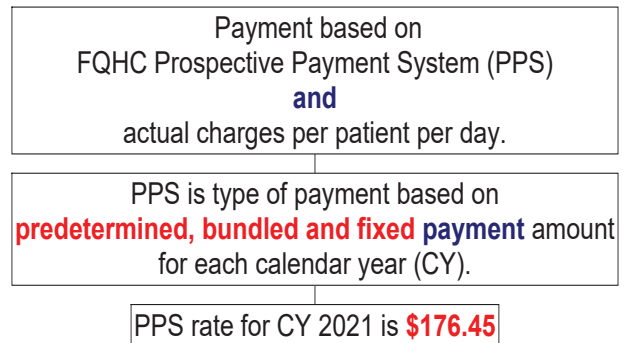 Payment based on
FQHC Prospective Payment System (PPS)
and
actual charges per patient per day.
PPS is type of payment based on
predetermined, bundled and fixed payment amount
for each calendar year (CY).
PPS rate for CY 2021 is $176.45